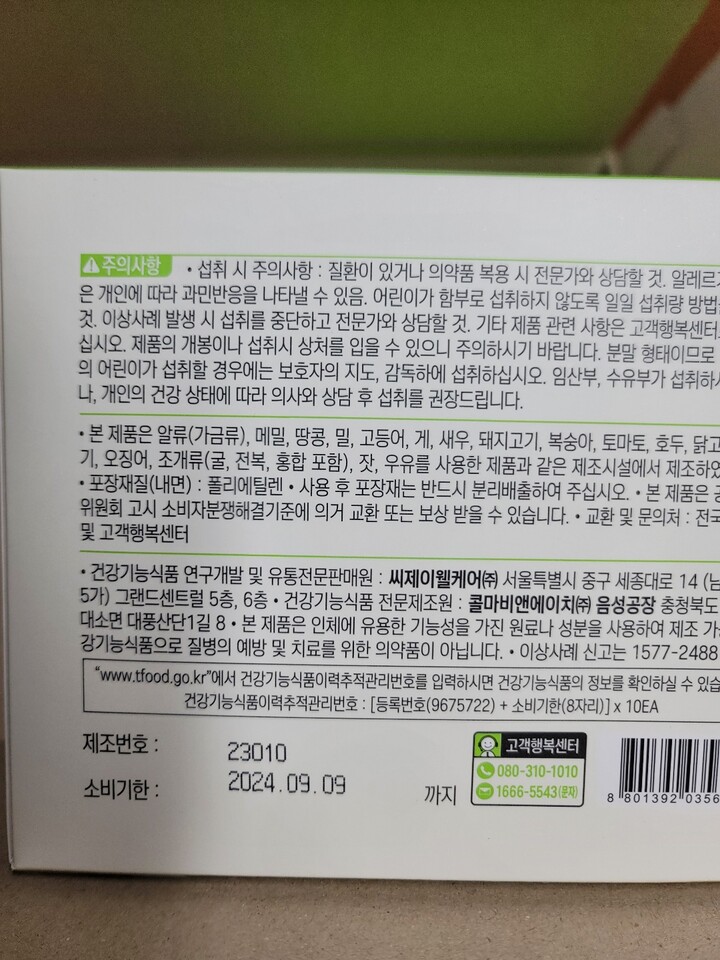 주의사항 • 섭취 시 주의사항 : 질환이 있거나 의약품 복용 시 전문가와 상담할 것. 알레르기
은 개인에 따라 과민반응을 나타낼 수 있음. 어린이가 함부로 섭취하지 않도록 일일 섭취량 방법을
것. 이상사례 발생 시 섭취를 중단하고 전문가와 상담할 것. 기타 제품 관련 사항은 고객행복센터
십시오. 제품의 개봉이나 섭취시 상처를 입을 수 있으니 주의하시기 바랍니다. 분말 형태이므로
의 어린이가 섭취할 경우에는 보호자의 지도, 감독하에 섭취하십시오. 임산부, 수유부가 섭취하시
나, 개인의 건강 상태에 따라 의사와 상담 후 섭취를 권장드립니다.
• 본 제품은 알류(가금류), 메밀, 땅콩, 밀, 고등어, 게, 새우, 돼지고기, 복숭아, 토마토, 호두, 닭고
기, 오징어, 조개류(굴, 전복, 홍합 포함), 잣, 우유를 사용한 제품과 같은 제조시설에서 제조하였
• 포장재질(내면) : 폴리에틸렌 • 사용 후 포장재는 반드시 분리배출하여 주십시오. • 본 제품은 공
위원회 고시 소비자분쟁해결기준에 의거 교환 또는 보상 받을 수 있습니다. • 교환 및 문의처 : 전국
및 고객행복센터
• 건강기능식품 연구개발 및 유통전문판매원 : 씨제이웰케어㈜ 서울특별시 중구 세종대로 14 (남
5가) 그랜드센트럴 5층, 6층 • 건강기능식품 전문제조원 : 콜마비앤에이치㈜ 음성공장 충청북도
대소면 대풍산단1길 8 • 본 제품은 인체에 유용한 기능성을 가진 원료나 성분을 사용하여 제조 가
강기능식품으로 질병의 예방 및 치료를 위한 의약품이 아닙니다. • 이상사례 신고는 1577-2488
"www.tfood.go.kr"에서 건강기능식품이력추적관리번호를 입력하시면 건강기능식품의 정보를 확인하실 수 있습
건강기능식품이력추적관리번호 : [등록번호(9675722) + 소비기한(8자리)] x 10EA
제조번호 : 23010
소비기한 : 2024.09.09 까지
고객행복센터
080-310-1010
1666-5543(문자)
8 801392 0356